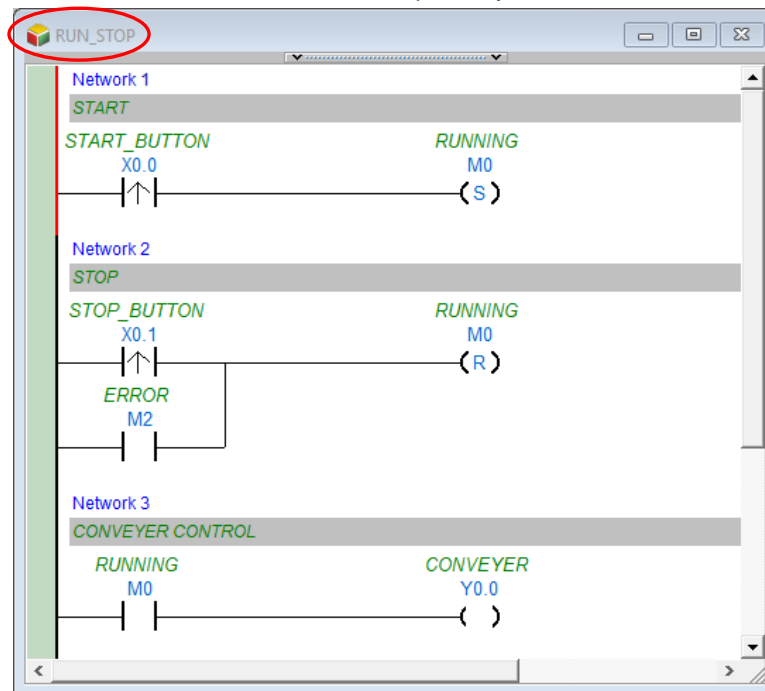 RUN_STOP
Network 1
START
START_BUTTON RUNNING
X0.0 M0
S
Network 2
STOP
STOP_BUTTON RUNNING
X0.1 M0
R
ERROR
M2
Network 3
CONVEYER CONTROL
RUNNING CONVEYER
M0 Y0.0